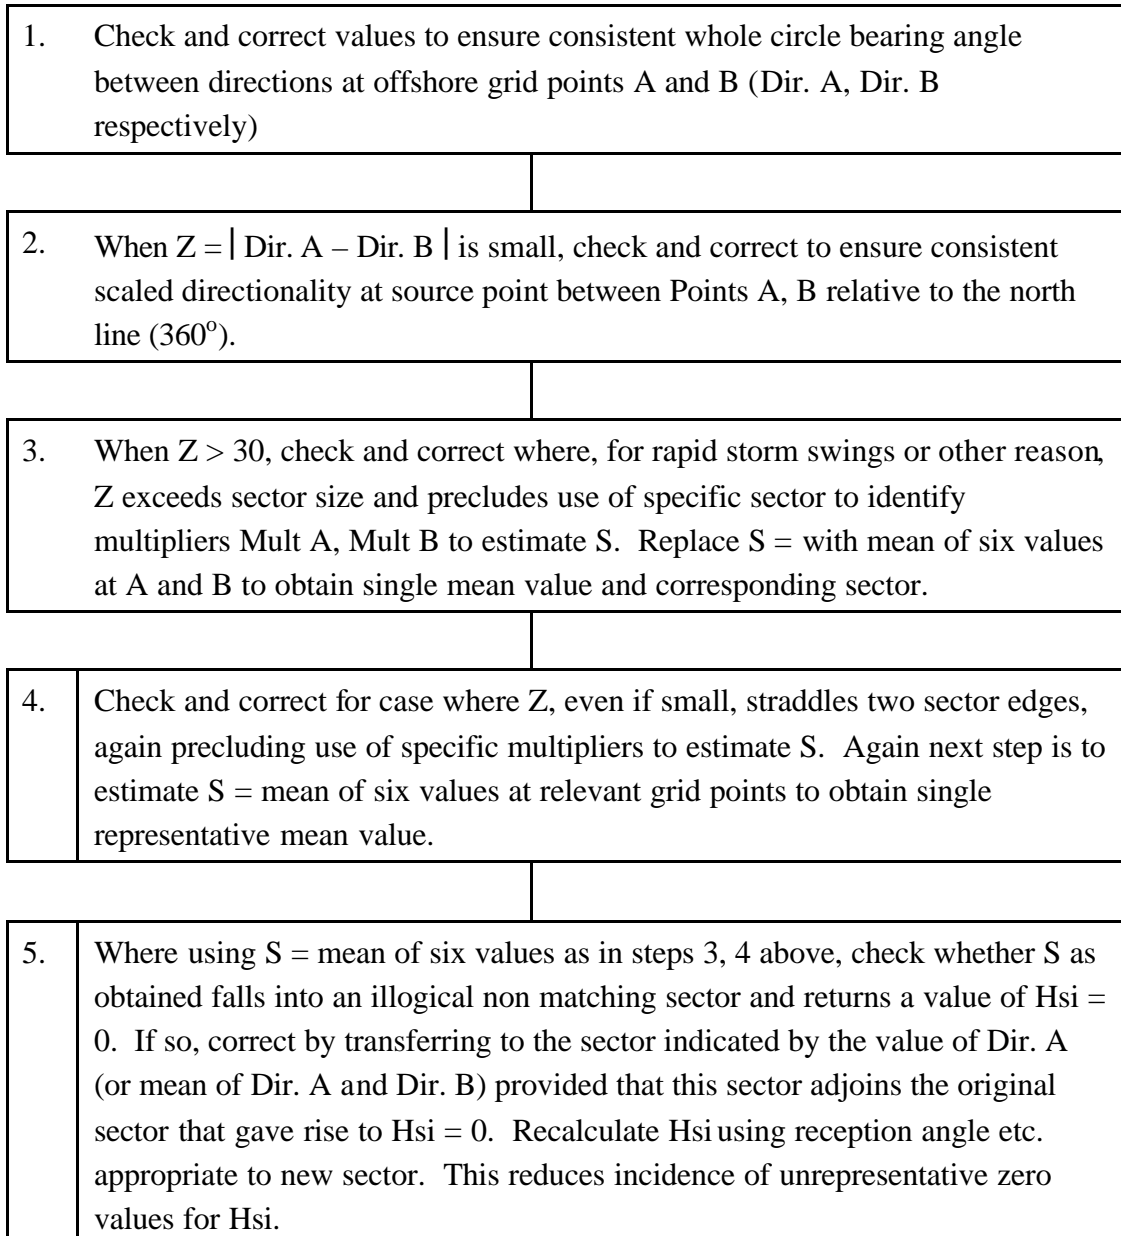 1. Check and correct values to ensure consistent whole circle bearing angle
between directions at offshore grid points A and B (Dir. A, Dir. B
respectively)
2. When Z = | Dir. A – Dir. B | is small, check and correct to ensure consistent
scaled directionality at source point between Points A, B relative to the north
line (360º).
3. When Z > 30, check and correct where, for rapid storm swings or other reason,
Z exceeds sector size and precludes use of specific sector to identify
multipliers Mult A, Mult B to estimate S. Replace S = with mean of six values
at A and B to obtain single mean value and corresponding sector.
4. Check and correct for case where Z, even if small, straddles two sector edges,
again precluding use of specific multipliers to estimate S. Again next step is to
estimate S = mean of six values at relevant grid points to obtain single
representative mean value.
5. Where using S = mean of six values as in steps 3, 4 above, check whether S as
obtained falls into an illogical non matching sector and returns a value of Hsi =
0. If so, correct by transferring to the sector indicated by the value of Dir. A
(or mean of Dir. A and Dir. B) provided that this sector adjoins the original
sector that gave rise to Hsi = 0. Recalculate Hsi using reception angle etc.
appropriate to new sector. This reduces incidence of unrepresentative zero
values for Hsi.